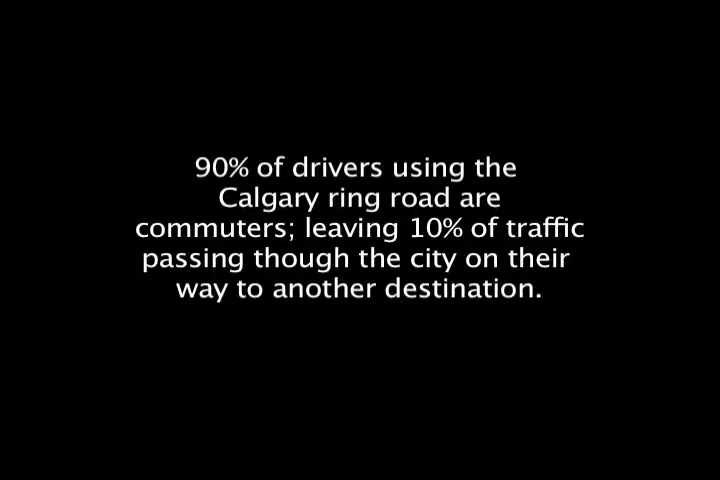 90% of drivers using the
Calgary ring road are
commuters; leaving 10% of traffic
passing though the city on their
way to another destination.